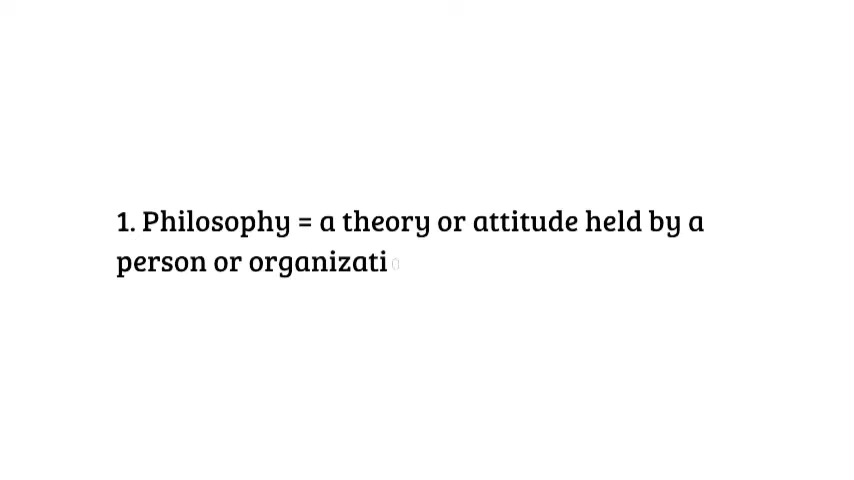 1. Philosophy = a theory or attitude held by a
person or organizati